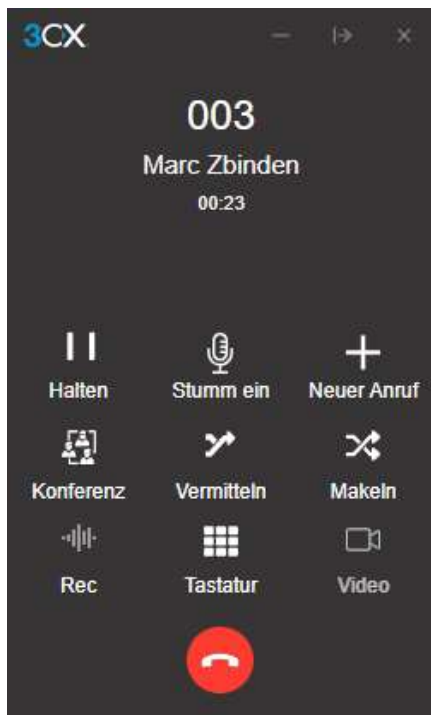 3CX
003
Marc Zbinden
00:23
Halten Stumm ein Neuer Anruf
Konferenz Vermitteln Makeln
Rec Tastatur Video